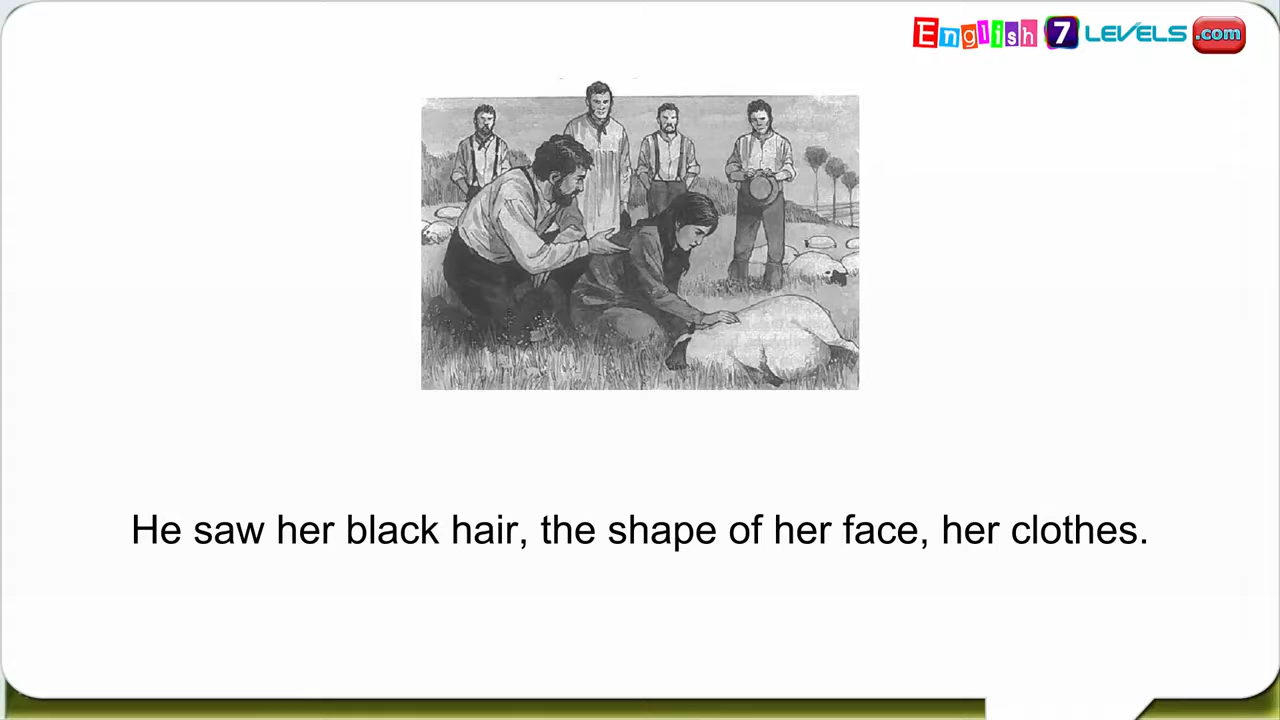 English 7 LEVELS .com
He saw her black hair, the shape of her face, her clothes.